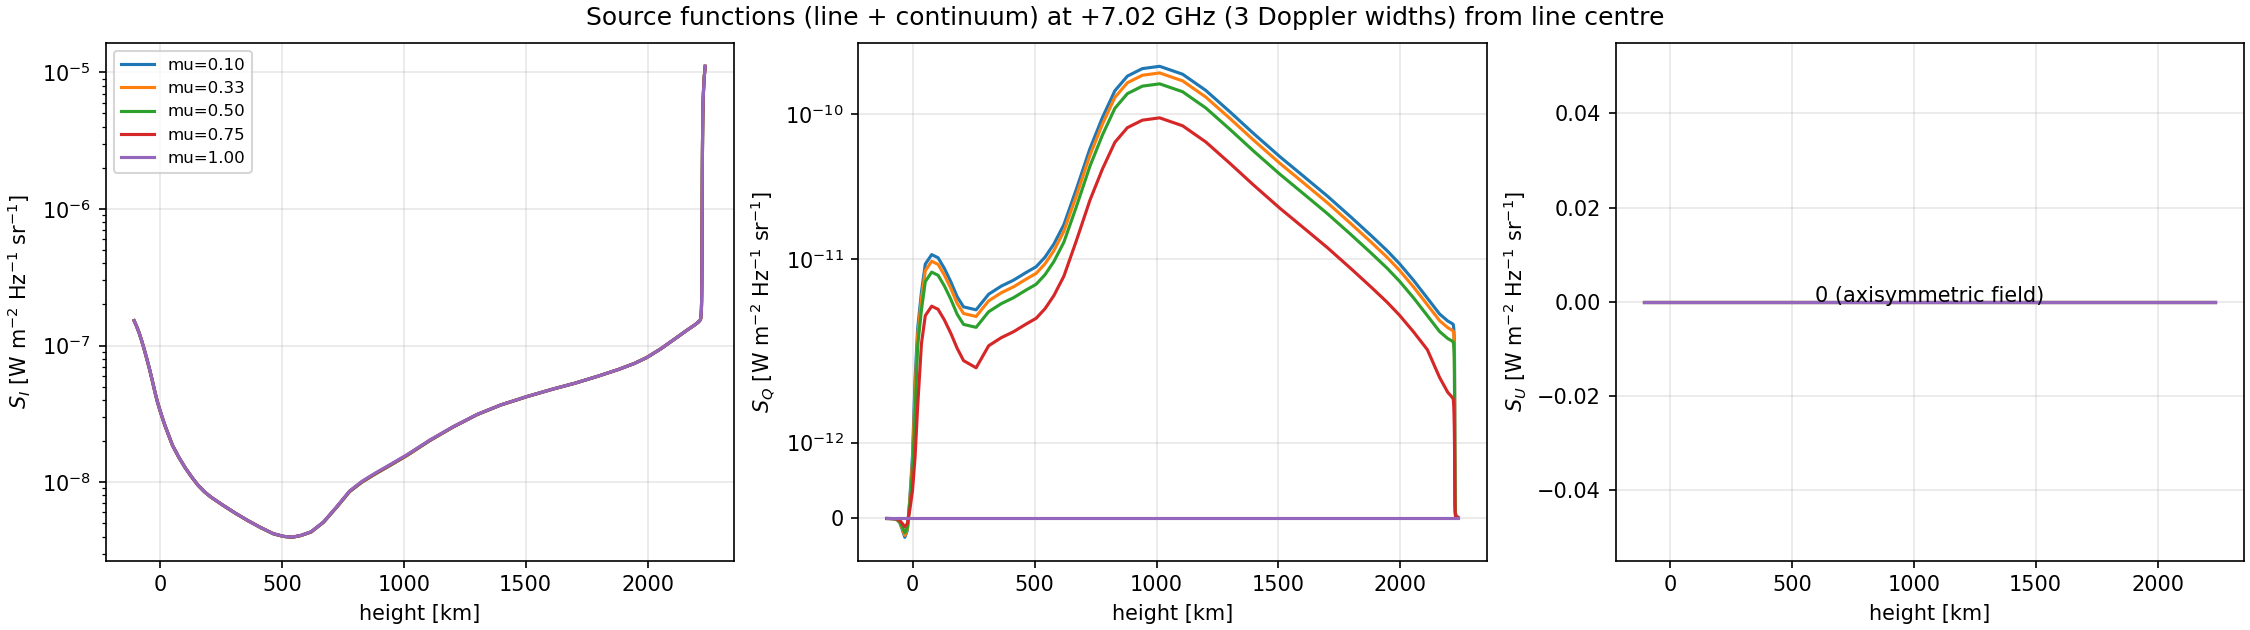 Source functions (line + continuum) at +7.02 GHz (3 Doppler widths) from line centre
S_I [W m⁻² Hz⁻¹ sr⁻¹]
10⁻⁵
10⁻⁶
10⁻⁷
10⁻⁸
mu=0.10
mu=0.33
mu=0.50
mu=0.75
mu=1.00
0 500 1000 1500 2000
height [km]
S_Q [W m⁻² Hz⁻¹ sr⁻¹]
10⁻¹⁰
10⁻¹¹
10⁻¹²
0
0 500 1000 1500 2000
height [km]
S_U [W m⁻² Hz⁻¹ sr⁻¹]
0.04
0.02
0.00
−0.02
−0.04
0 (axisymmetric field)
0 500 1000 1500 2000
height [km]